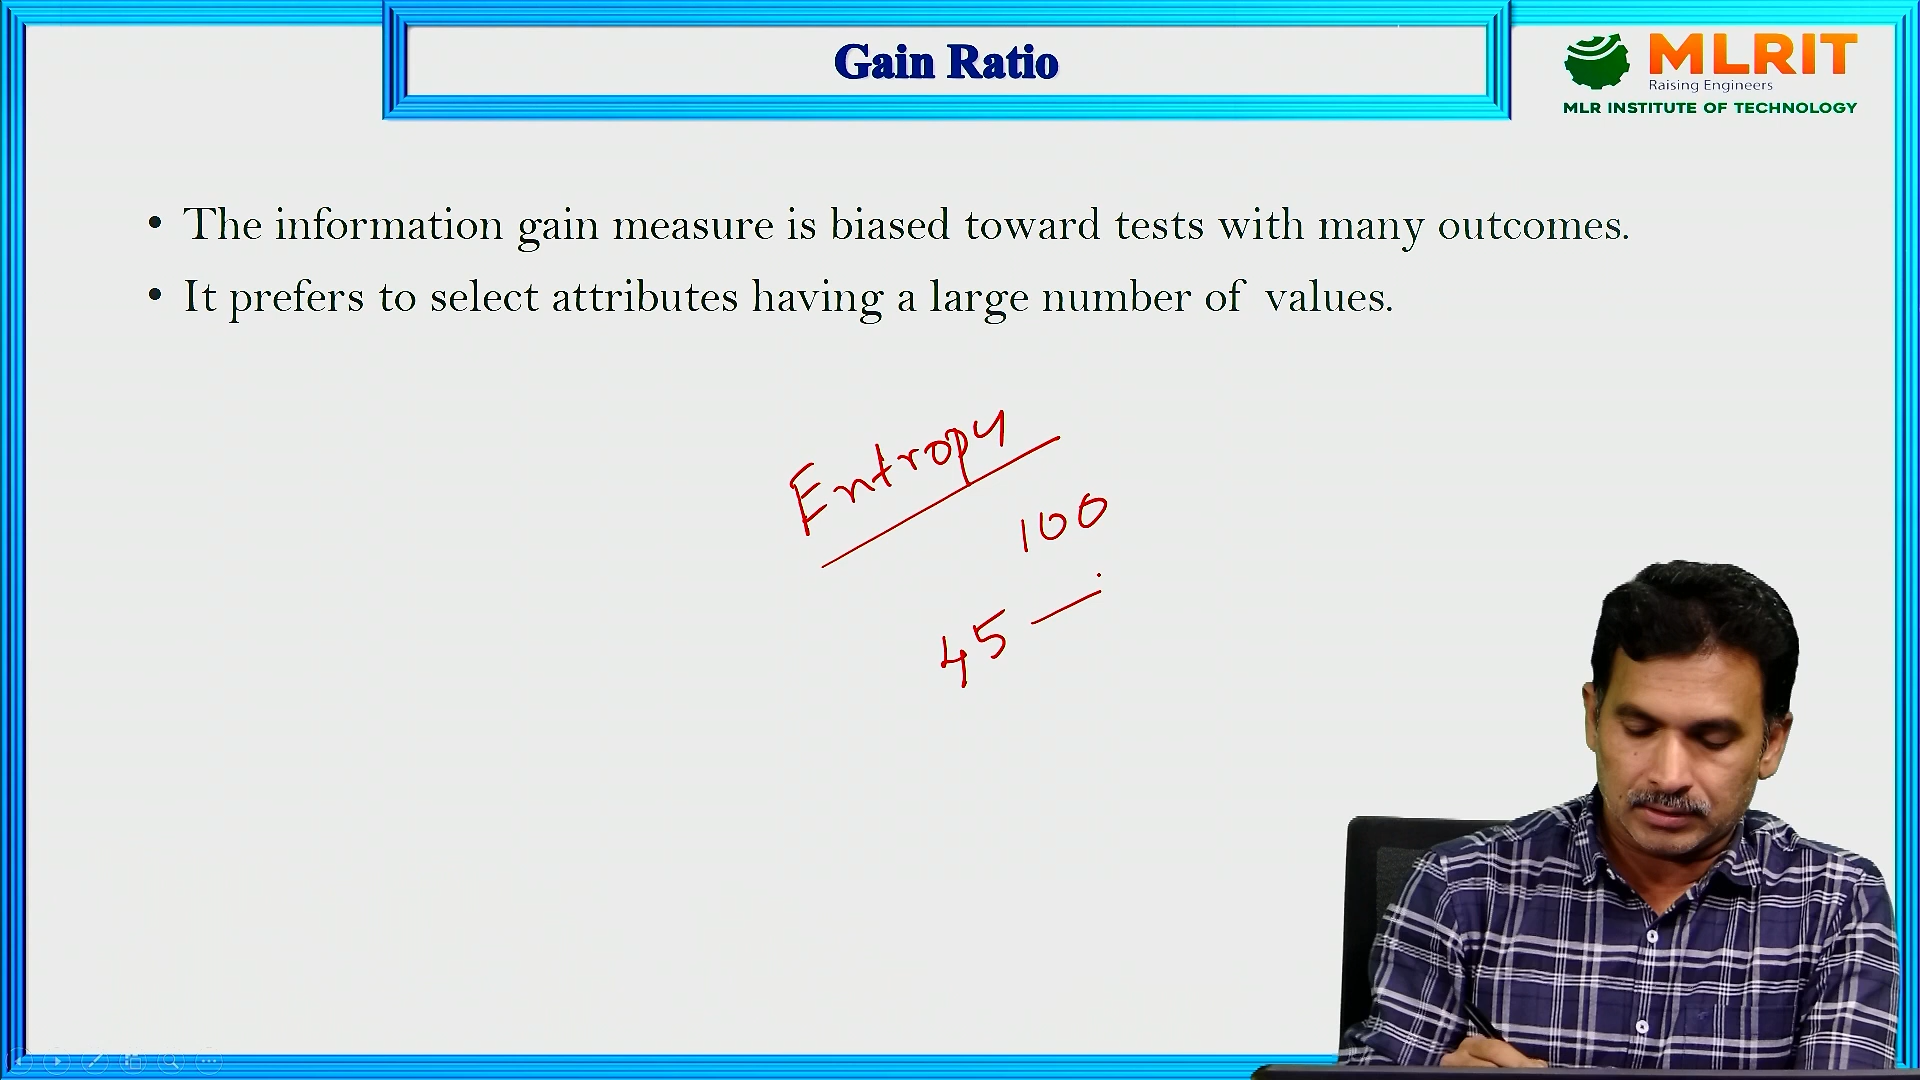 Gain Ratio
MLRIT
Raising Engineers
MLR INSTITUTE OF TECHNOLOGY
• The information gain measure is biased toward tests with many outcomes.
• It prefers to select attributes having a large number of values.
Entropy
100
45 —